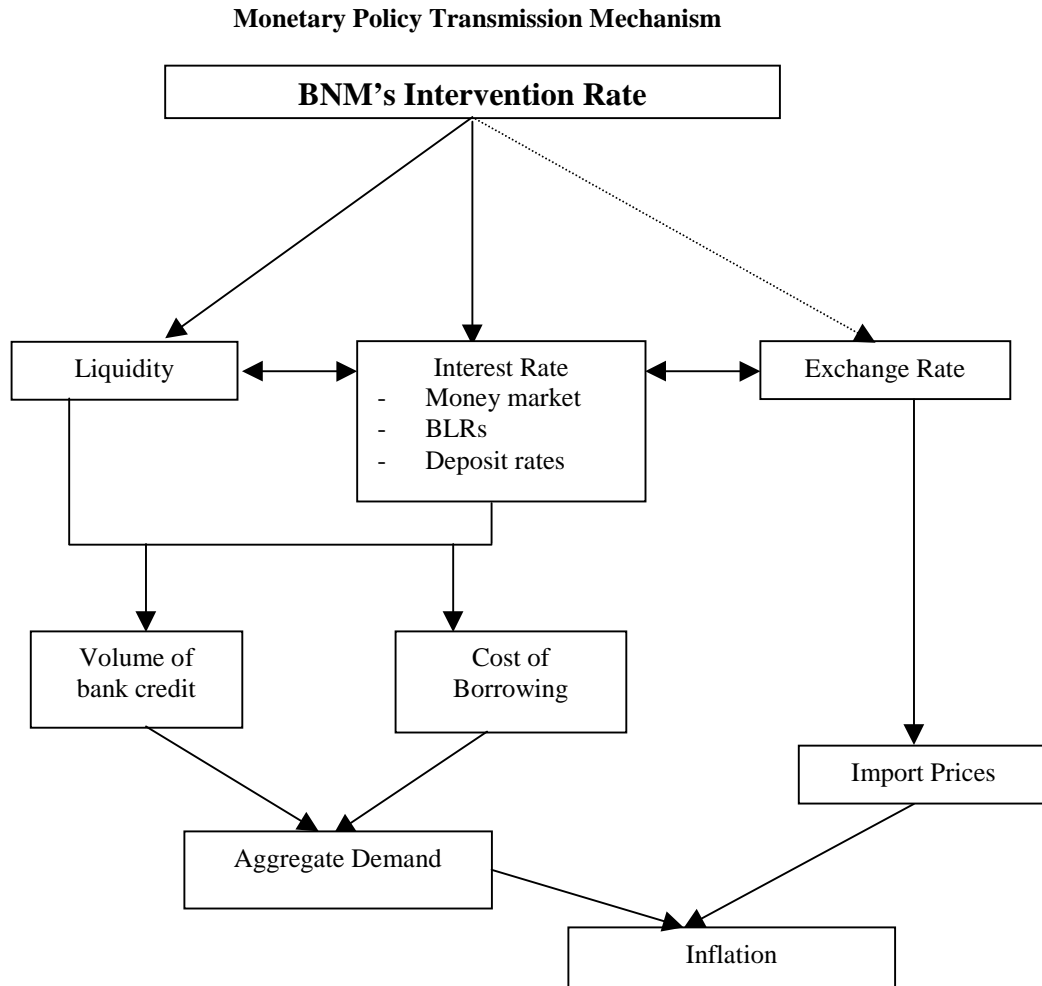 Monetary Policy Transmission Mechanism
BNM’s Intervention Rate
Liquidity
Interest Rate
- Money market
- BLRs
- Deposit rates
Exchange Rate
Volume of
bank credit
Cost of
Borrowing
Import Prices
Aggregate Demand
Inflation